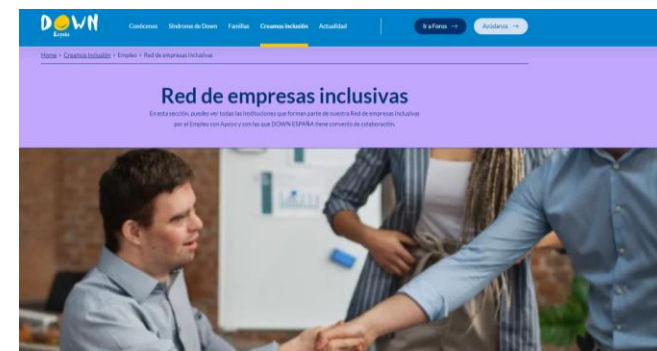 DOWN
España
Conócenos Síndrome de Down Familias Creamos Inclusión Actualidad
Ir a Foros →
Ayúdanos →
Home > Creamos Inclusión > Empleo > Red de empresas inclusivas
Red de empresas inclusivas
En esta sección, puedes ver todas las instituciones que forman parte de nuestra Red de empresas inclusivas
por el Empleo con Apoyo y con las que DOWN ESPAÑA tiene convenio de colaboración.